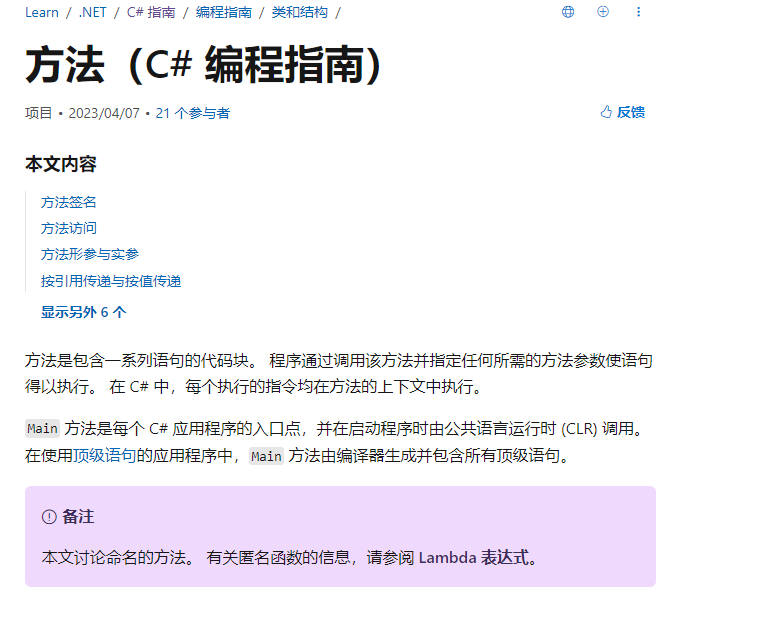 Learn / .NET / C# 指南 / 编程指南 / 类和结构 /
方法（C# 编程指南）
项目 • 2023/04/07 • 21 个参与者
反馈
本文内容
方法签名
方法访问
方法形参与实参
按引用传递与按值传递
显示另外 6 个
方法是包含一系列语句的代码块。 程序通过调用该方法并指定任何所需的方法参数使语句
得以执行。 在 C# 中，每个执行的指令均在方法的上下文中执行。
Main 方法是每个 C# 应用程序的入口点，并在启动程序时由公共语言运行时 (CLR) 调用。
在使用顶级语句的应用程序中， Main 方法由编译器生成并包含所有顶级语句。
备注
本文讨论命名的方法。 有关匿名函数的信息，请参阅 Lambda 表达式。